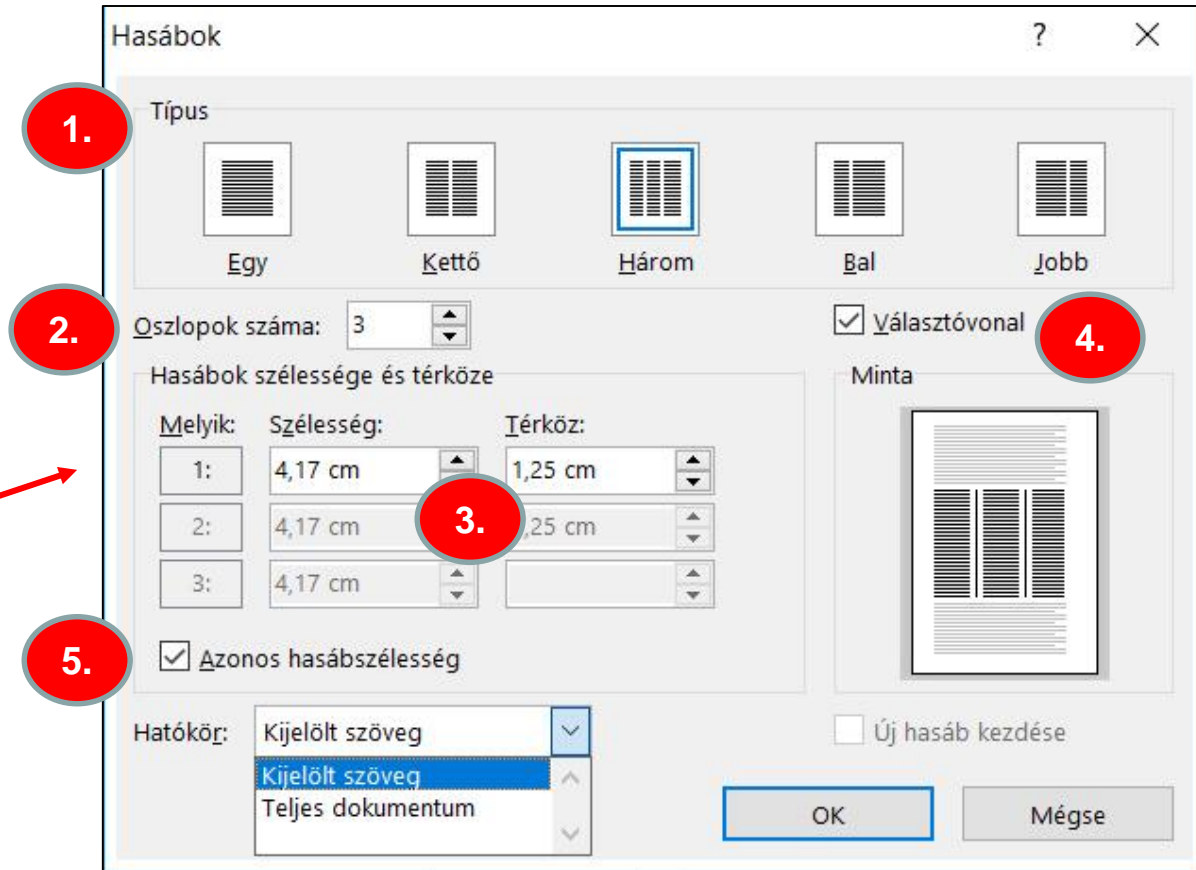 Hasábok ? ×
Típus
1.
Egy Kettő Három Bal Jobb
2. Oszlopok száma: 3
Választóvonal 4.
Hasábok szélessége és térköze
Minta
Melyik: Szélesség: Térköz:
1: 4,17 cm 1,25 cm
2: 4,17 cm 3. ,25 cm
3: 4,17 cm
5. Azonos hasábszélesség
Hatókör: Kijelölt szöveg
Új hasáb kezdése
Kijelölt szöveg
Teljes dokumentum
OK Mégse